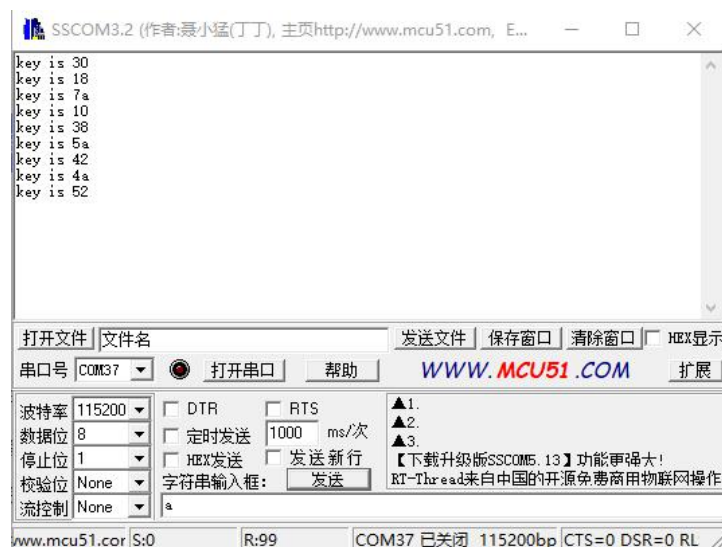 SSCOM3.2 (作者:聂小猛(丁丁), 主页http://www.mcu51.com, E...
key is 30
key is 18
key is 7a
key is 10
key is 38
key is 5a
key is 42
key is 4a
key is 52
打开文件 文件名 发送文件 保存窗口 清除窗口 HEX显示
串口号 COM37 打开串口 帮助 WWW.MCU51.COM 扩展
波特率 115200 DTR RTS ▲1.
▲2.
数据位 8 定时发送 1000 ms/次 ▲3.
停止位 1 HEX发送 发送新行 【下载升级版SSCOM5.13】功能更强大!
校验位 None 字符串输入框: 发送 RT-Thread来自中国的开源免费商用物联网操作
流控制 None a
www.mcu51.cor S:0 R:99 COM37 已关闭 115200bp CTS=0 DSR=0 RL